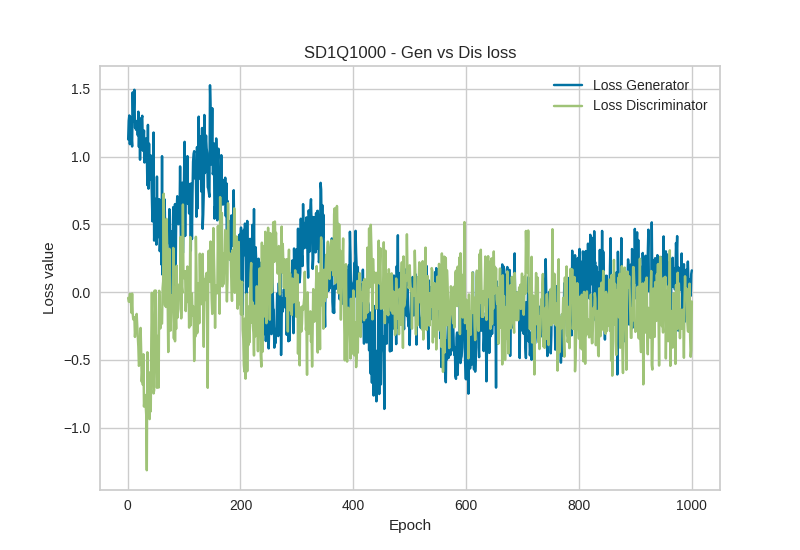 SD1Q1000 - Gen vs Dis loss
Loss Generator
Loss Discriminator
1.5
1.0
0.5
0.0
−0.5
−1.0
Loss value
0 200 400 600 800 1000
Epoch